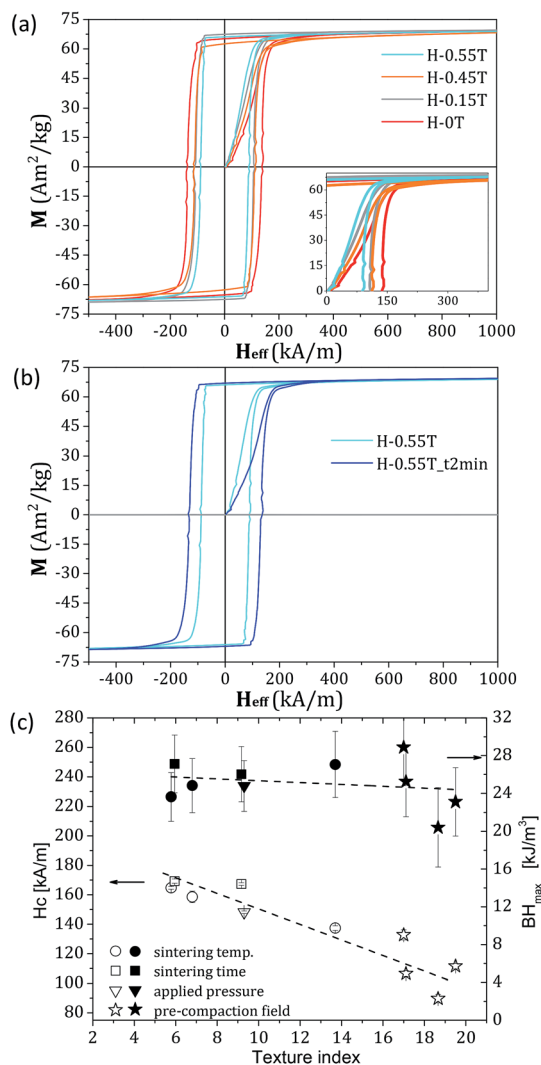 (a)
75
60
45
30
15
0
-15
-30
-45
-60
-75
M (Am²/kg)
H-0.55T
H-0.45T
H-0.15T
H-0T
60
45
30
15
0
0 150 300
-400 -200 0 200 400 600 800 1000
Heff (kA/m)
(b)
75
60
45
30
15
0
-15
-30
-45
-60
-75
M (Am²/kg)
H-0.55T
H-0.55T_t2min
-400 -200 0 200 400 600 800 1000
Heff (kA/m)
(c)
280
260
240
220
200
180
160
140
120
100
80
Hc [kA/m]
32
28
24
20
16
12
8
4
0
BHmax [kJ/m³]
sintering temp.
sintering time
applied pressure
pre-compaction field
2 4 6 8 10 12 14 16 18 20
Texture index